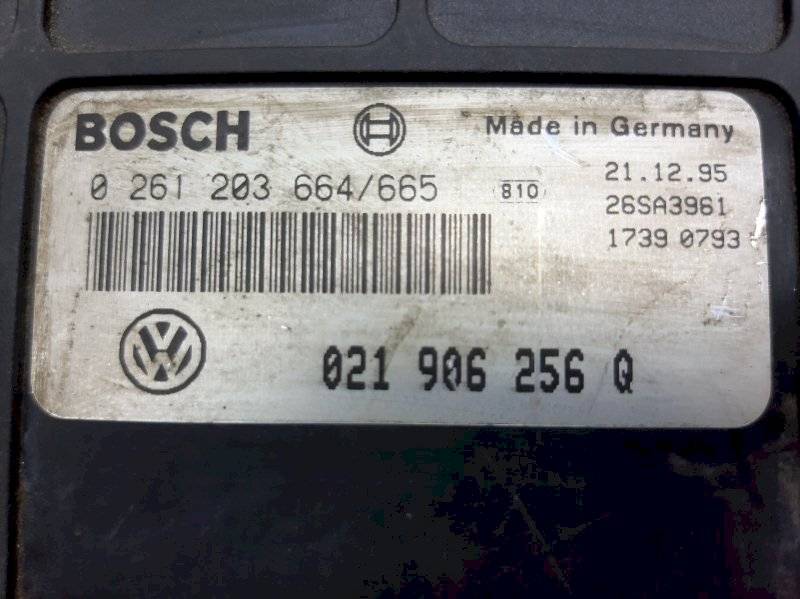 BOSCH Made in Germany
0 261 203 664/665 810 21.12.95
26SA3961
1739 0793
VW
021 906 256 Q